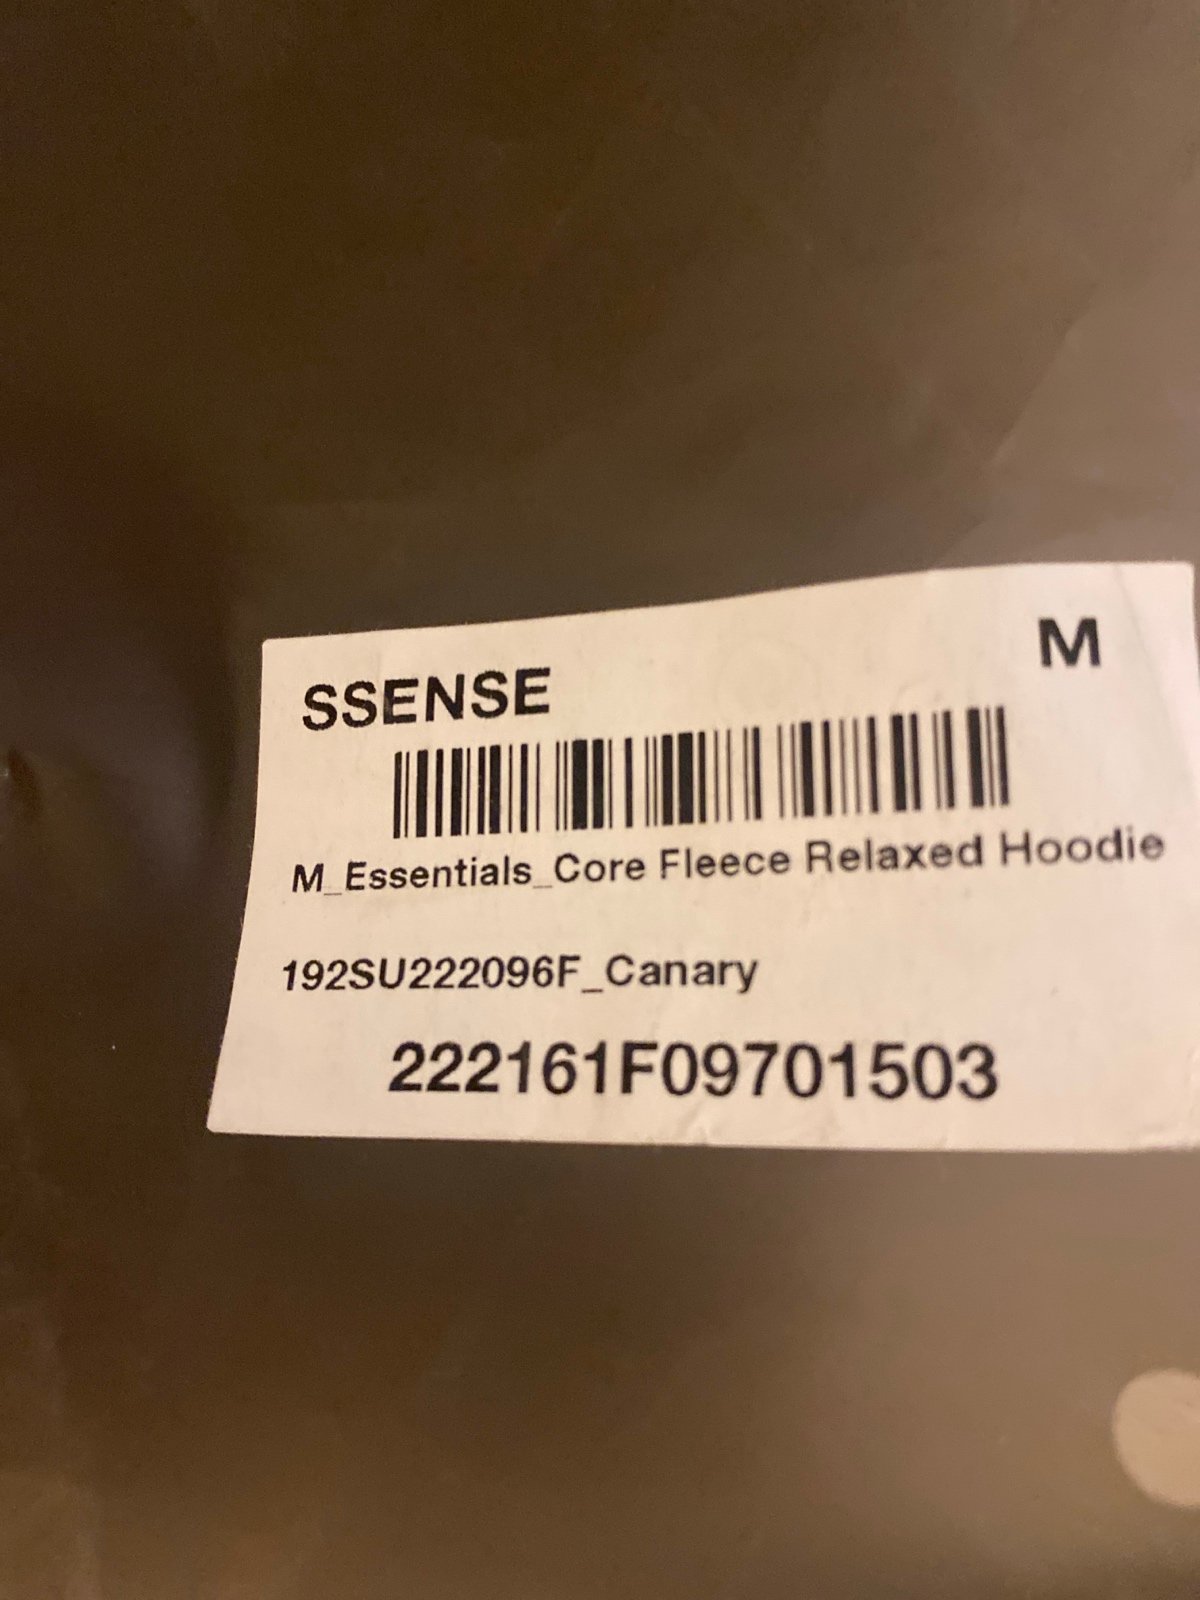 SSENSE
M
M_Essentials_Core Fleece Relaxed Hoodie
192SU222096F_Canary
222161F09701503